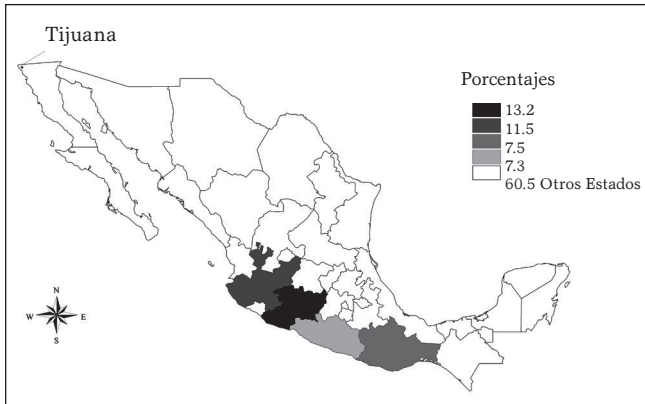 Tijuana
Porcentajes
13.2
11.5
7.5
7.3
60.5 Otros Estados
N
W E
S